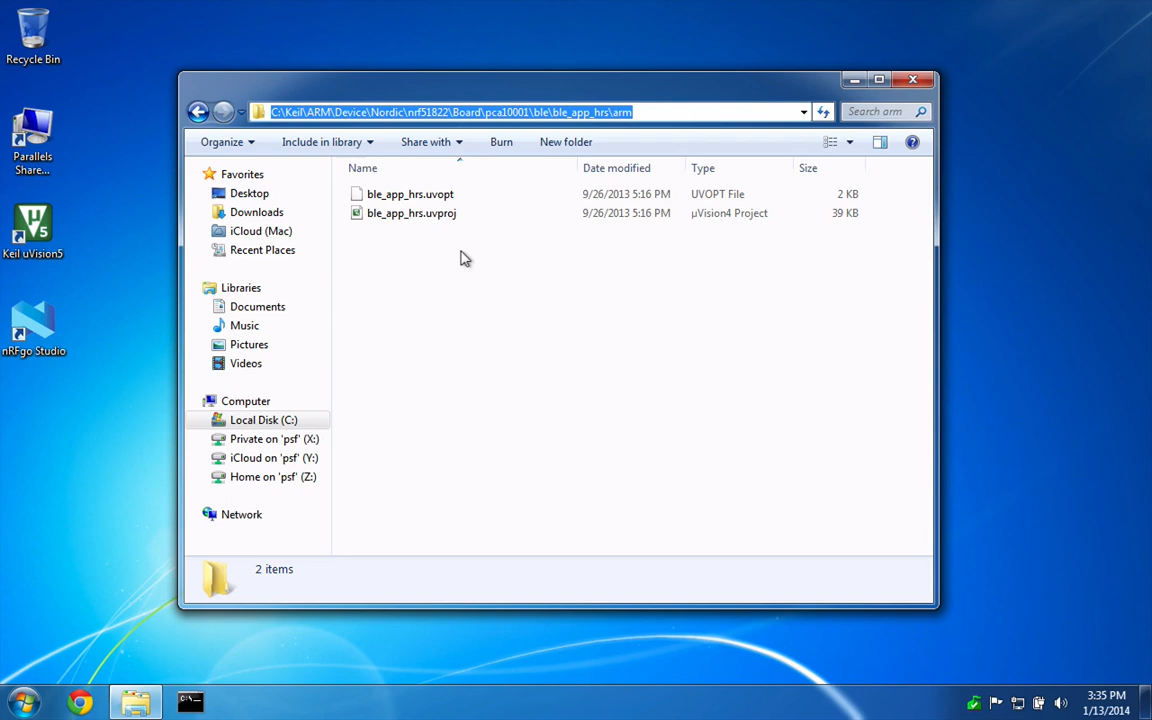 Recycle Bin
Parallels
Share...
Keil uVision5
nRFgo Studio
C:\Keil\ARM\Device\Nordic\nrf51822\Board\pca10001\ble\ble_app_hrs\arm
Search arm
Organize
Include in library
Share with
Burn
New folder
Favorites
Desktop
Downloads
iCloud (Mac)
Recent Places
Libraries
Documents
Music
Pictures
Videos
Computer
Local Disk (C:)
Private on 'psf' (X:)
iCloud on 'psf' (Y:)
Home on 'psf' (Z:)
Network
Name Date modified Type Size
ble_app_hrs.uvopt 9/26/2013 5:16 PM UVOPT File 2 KB
ble_app_hrs.uvproj 9/26/2013 5:16 PM µVision4 Project 39 KB
2 items
C:\.
3:35 PM
1/13/2014